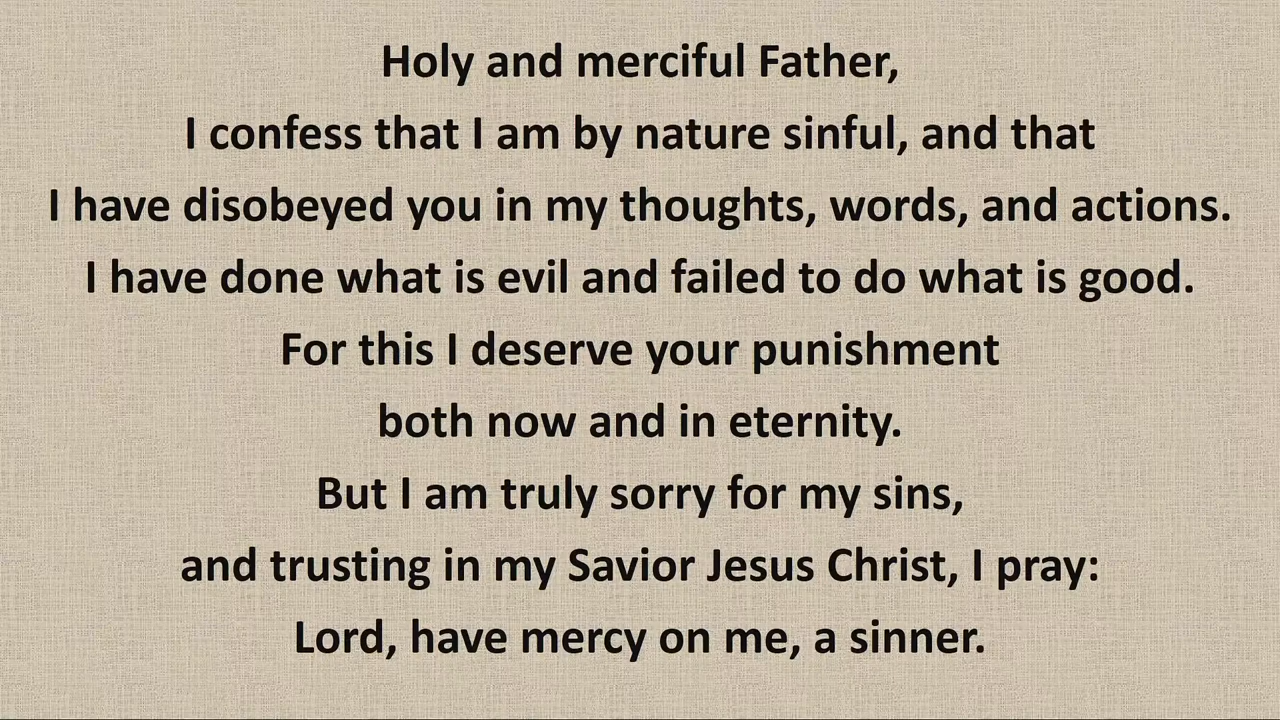 Holy and merciful Father,
I confess that I am by nature sinful, and that
I have disobeyed you in my thoughts, words, and actions.
I have done what is evil and failed to do what is good.
For this I deserve your punishment
both now and in eternity.
But I am truly sorry for my sins,
and trusting in my Savior Jesus Christ, I pray:
Lord, have mercy on me, a sinner.